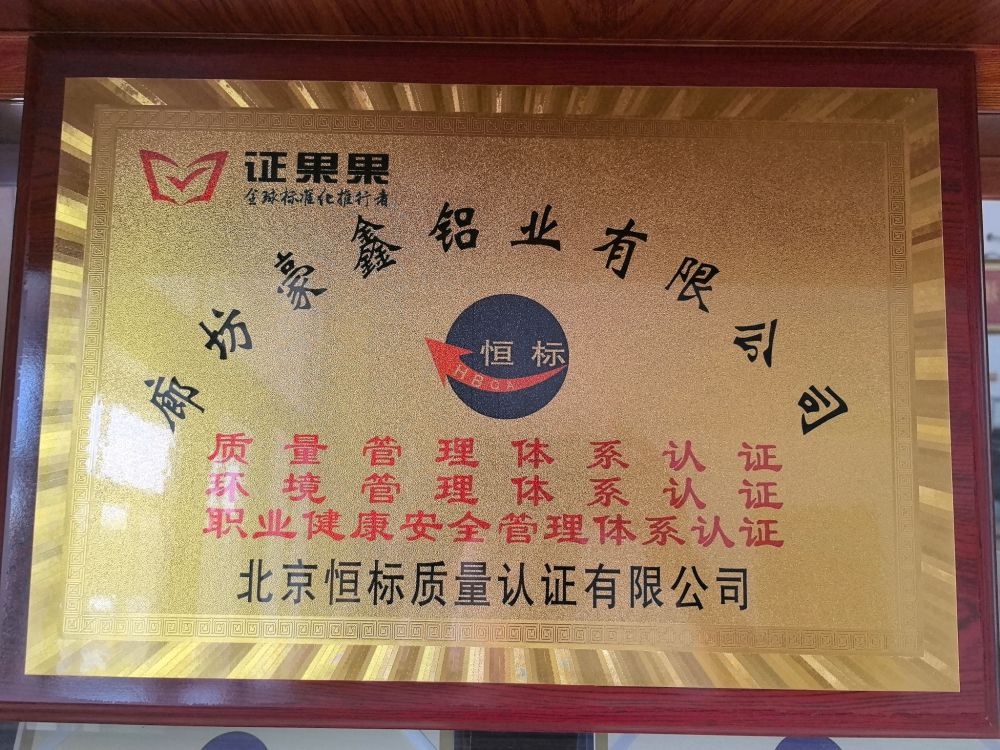 证果果
全球标准化推行者
廊坊豪鑫铝业有限公司
恒标
HBQN
质量管理体系认证
环境管理体系认证
职业健康安全管理体系认证
北京恒标质量认证有限公司